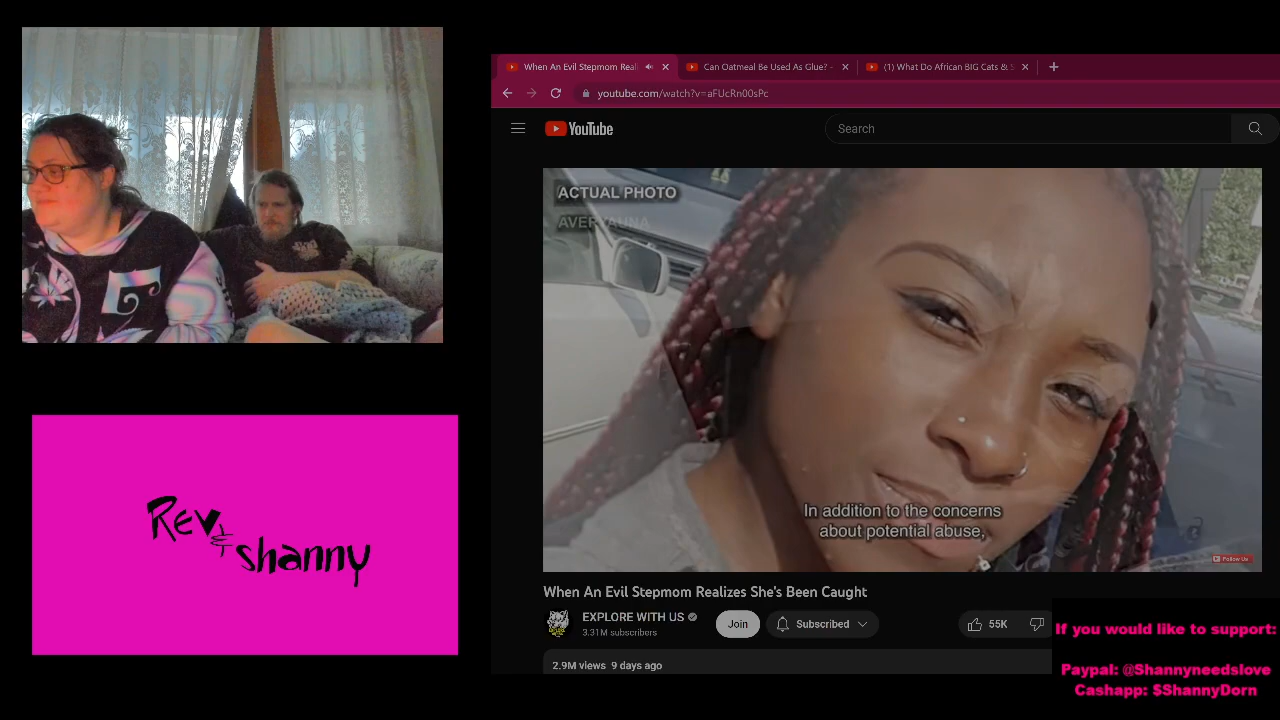 When An Evil Stepmom Reali
Can Oatmeal Be Used As Glue? -
(1) What Do African BIG Cats & S
youtube.com/watch?v=aFUcRn00sPc
YouTube
Search
ACTUAL PHOTO
AVERYAUNA
In addition to the concerns
about potential abuse,
Follow Us
When An Evil Stepmom Realizes She's Been Caught
EXPLORE WITH US
3.31M subscribers
Join
Subscribed
55K
2.9M views 9 days ago
Rev
&
shanny
If you would like to support:
Paypal: @Shannyneedslove
Cashapp: $ShannyDorn